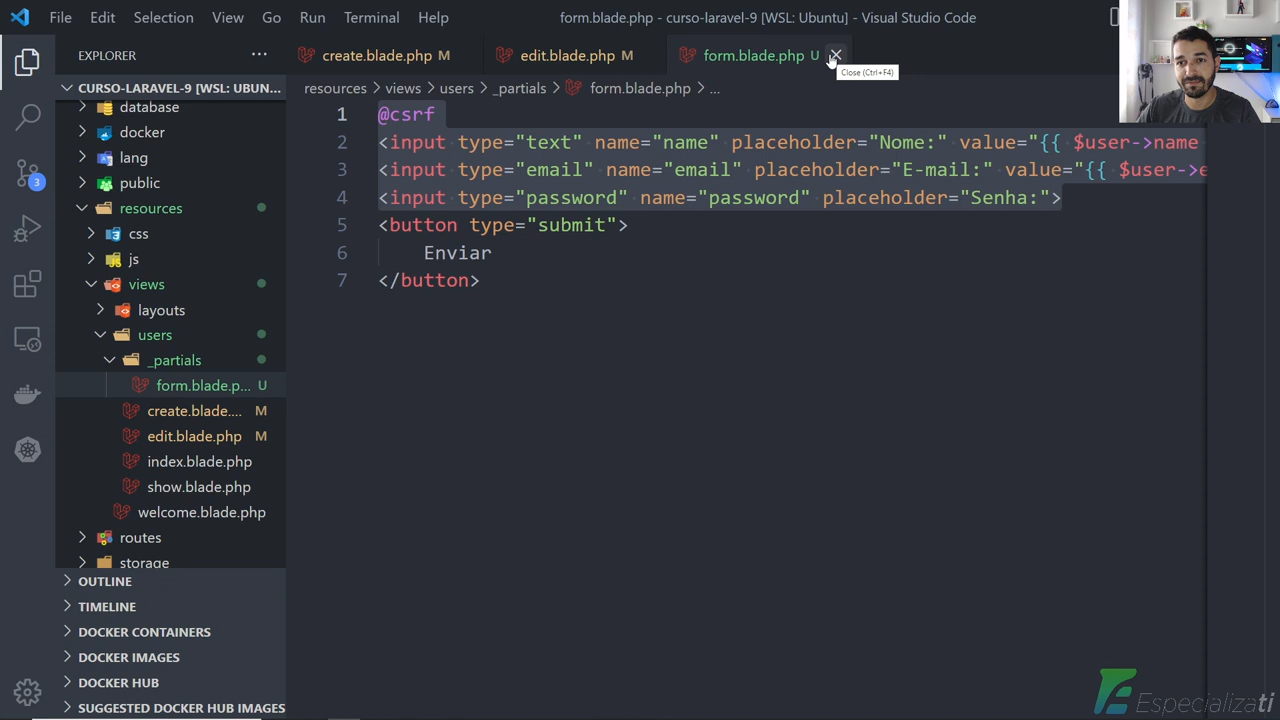 File Edit Selection View Go Run Terminal Help
form.blade.php - curso-laravel-9 [WSL: Ubuntu] - Visual Studio Code
EXPLORER
create.blade.php M
edit.blade.php M
form.blade.php U
Close (Ctrl+F4)
CURSO-LARAVEL-9 [WSL: UBUN...
resources > views > users > _partials > form.blade.php > ...
database
docker
lang
public
resources
css
js
views
layouts
users
_partials
form.blade.p... U
create.blade.... M
edit.blade.php M
index.blade.php
show.blade.php
welcome.blade.php
routes
storage
OUTLINE
TIMELINE
DOCKER CONTAINERS
DOCKER IMAGES
DOCKER HUB
SUGGESTED DOCKER HUB IMAGES
3
1 @csrf
2 <input type="text" name="name" placeholder="Nome:" value="{{ $user->name
3 <input type="email" name="email" placeholder="E-mail:" value="{{ $user->e
4 <input type="password" name="password" placeholder="Senha:">
5 <button type="submit">
6 Enviar
7 </button>
Especializati